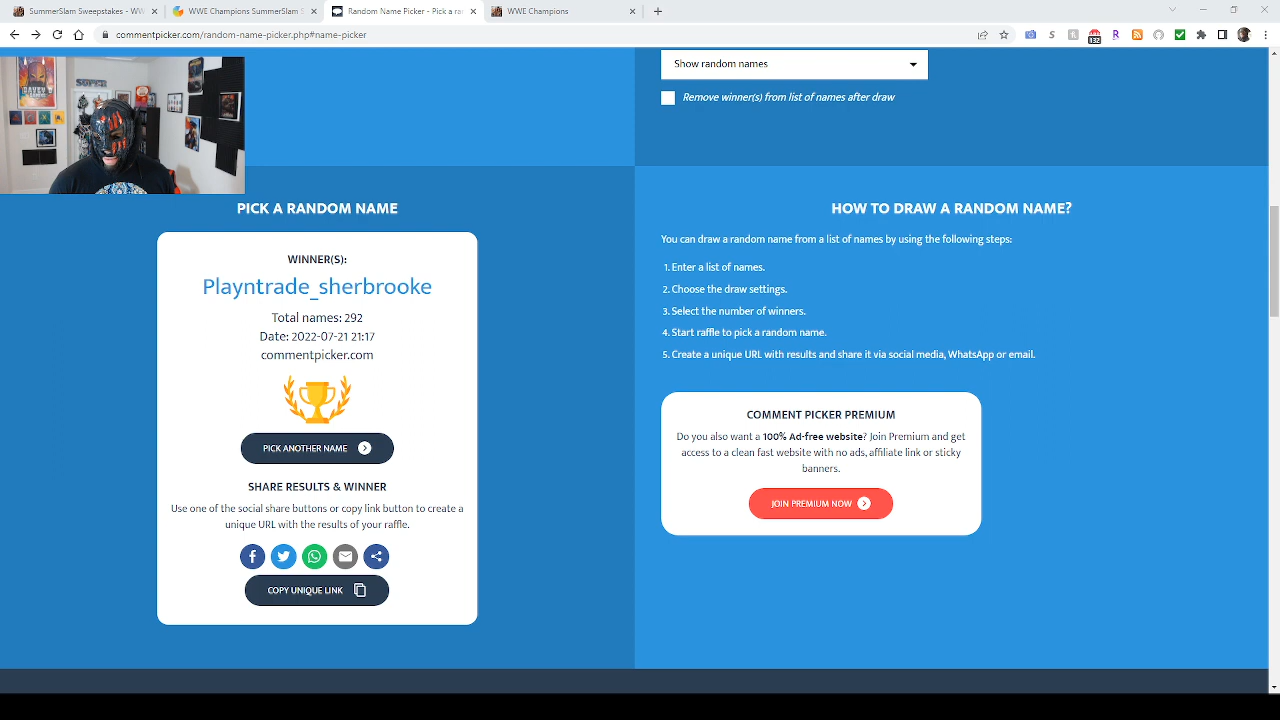 SummerSlam Sweepstakes - WW
WWE Champions SummerSlam S
Random Name Picker - Pick a ra
WWE Champions
commentpicker.com/random-name-picker.php#name-picker
132
Show random names
Remove winner(s) from list of names after draw
SUPER
PICK A RANDOM NAME
WINNER(S):
Playntrade_sherbrooke
Total names: 292
Date: 2022-07-21 21:17
commentpicker.com
PICK ANOTHER NAME
SHARE RESULTS & WINNER
Use one of the social share buttons or copy link button to create a
unique URL with the results of your raffle.
COPY UNIQUE LINK
HOW TO DRAW A RANDOM NAME?
You can draw a random name from a list of names by using the following steps:
1. Enter a list of names.
2. Choose the draw settings.
3. Select the number of winners.
4. Start raffle to pick a random name.
5. Create a unique URL with results and share it via social media, WhatsApp or email.
COMMENT PICKER PREMIUM
Do you also want a 100% Ad-free website? Join Premium and get
access to a clean fast website with no ads, affiliate link or sticky
banners.
JOIN PREMIUM NOW